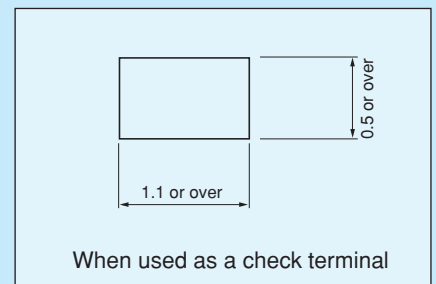 0.5 or over
1.1 or over
When used as a check terminal